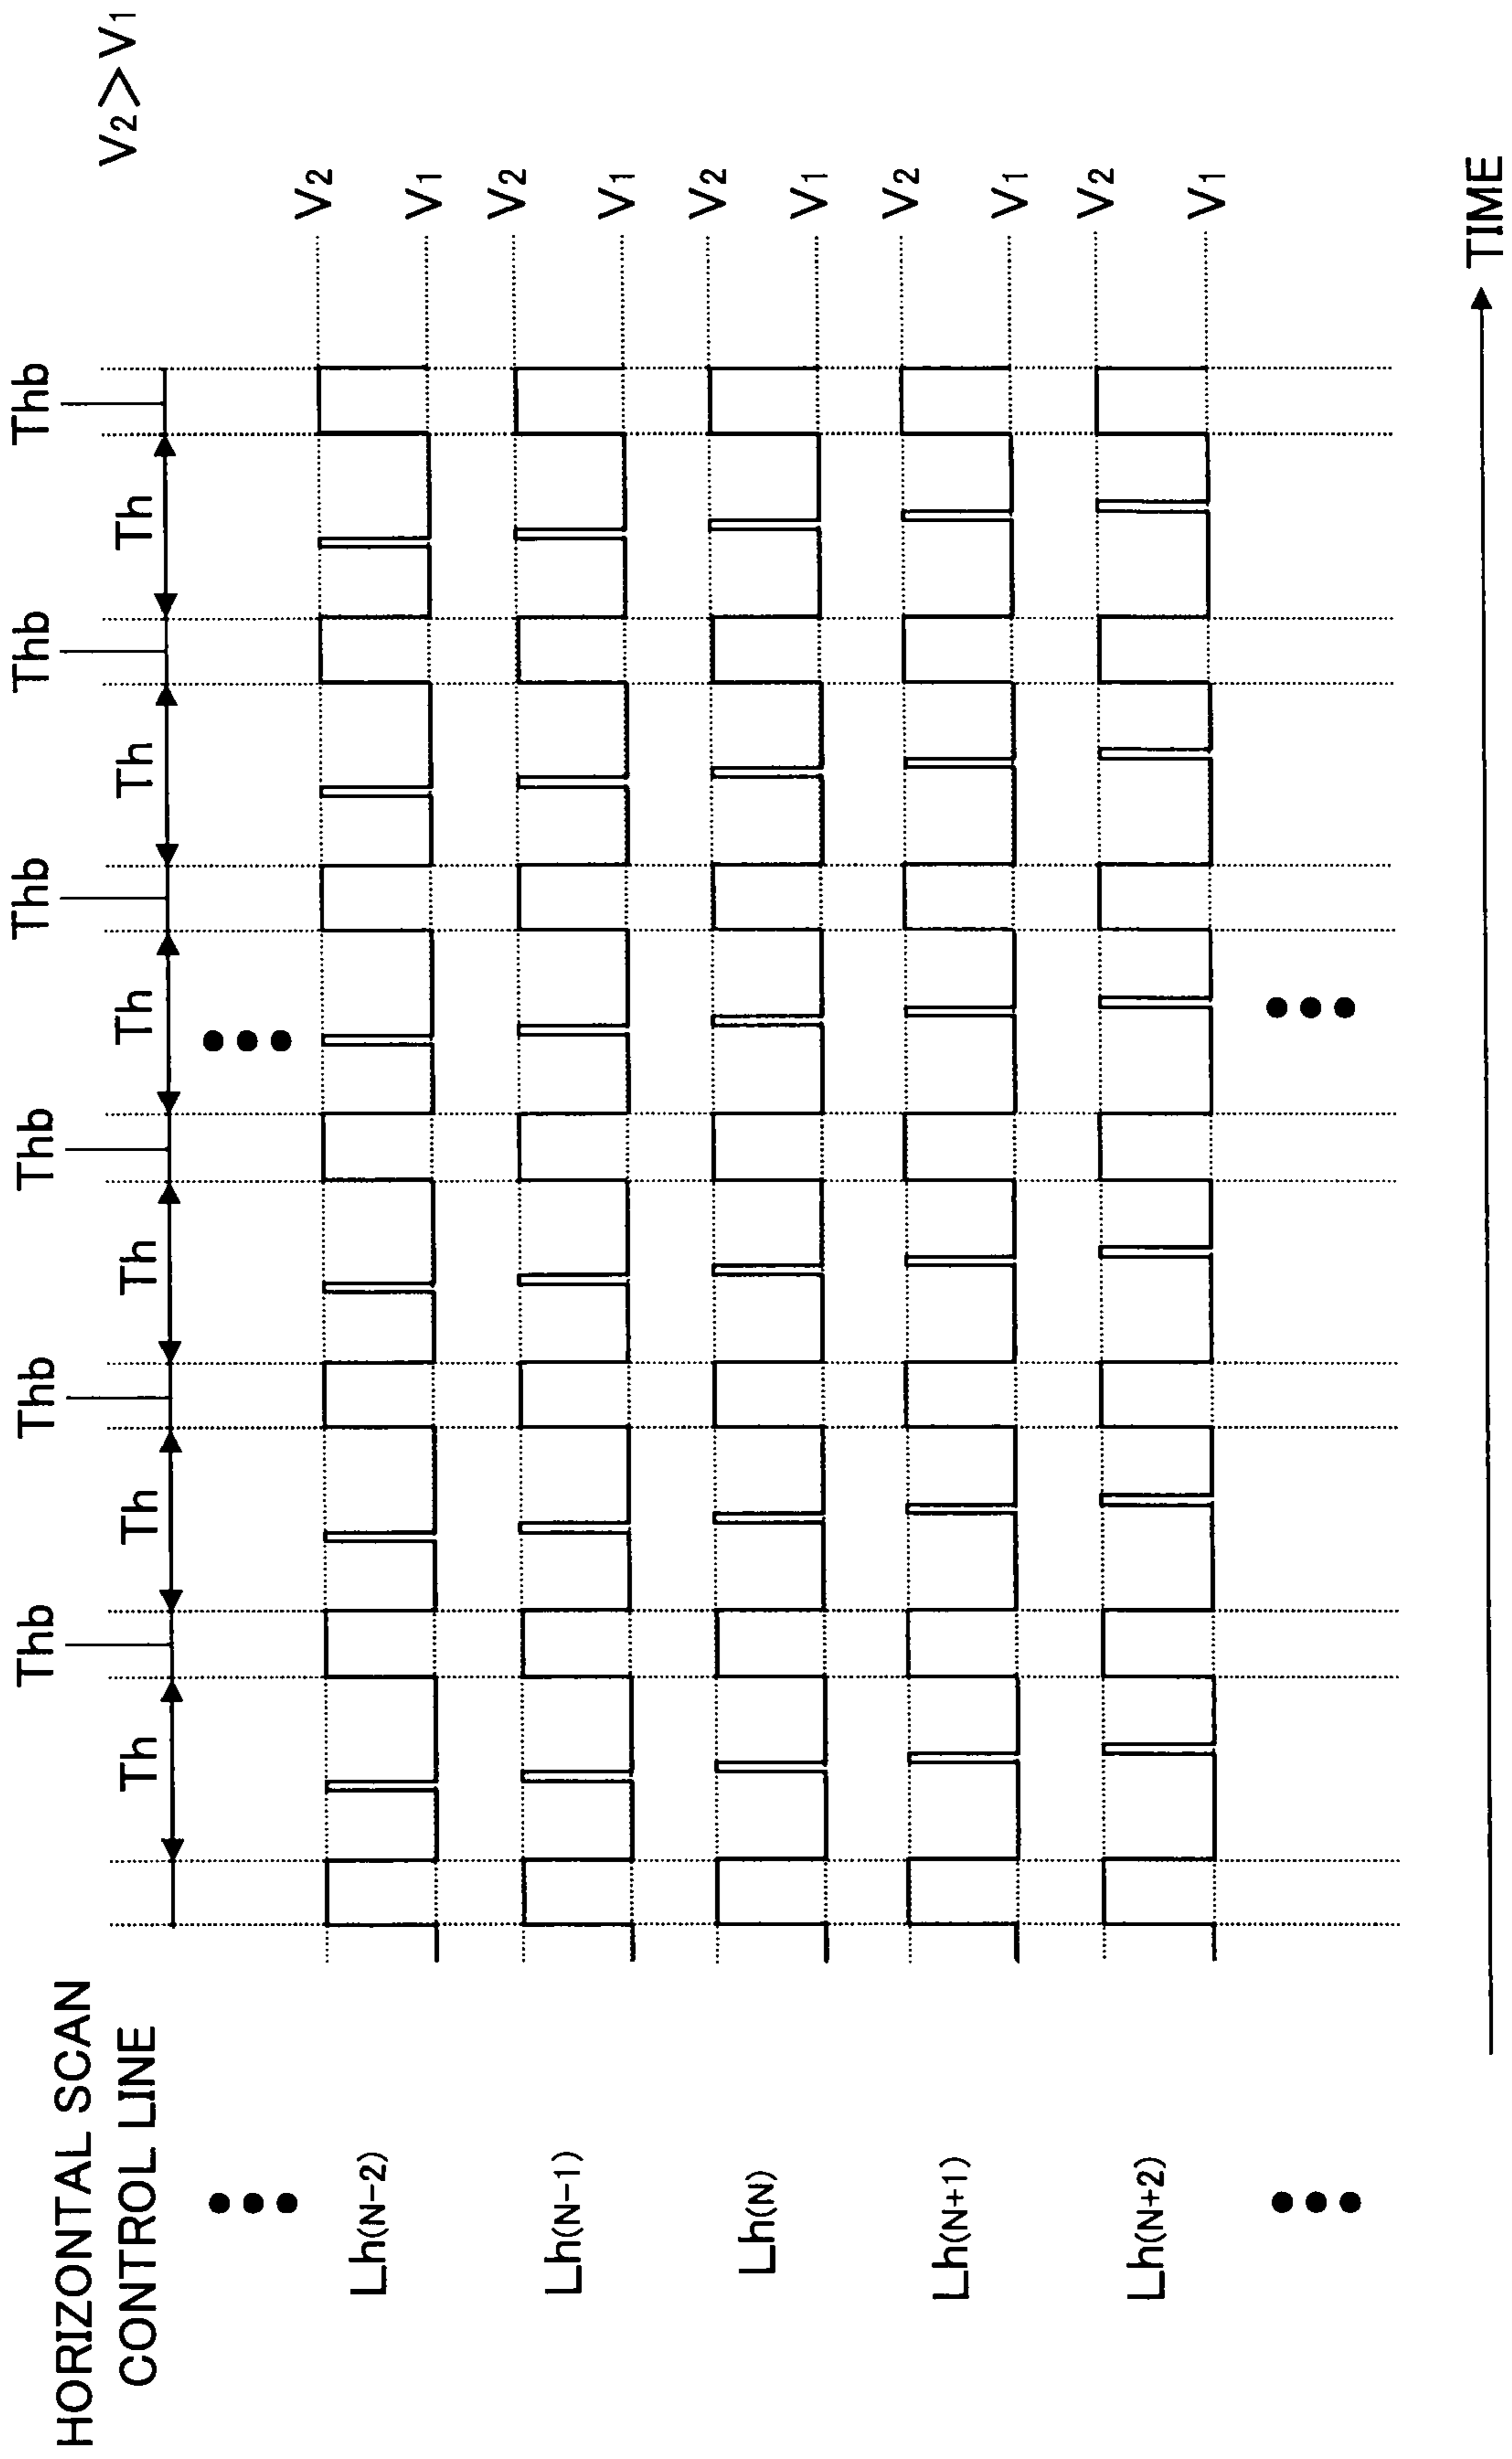 HORIZONTAL SCAN
CONTROL LINE
Th Thb Th Thb Th Thb Th Thb Th Thb Th Thb
V2>V1
Lh(N-2) V2
V1
Lh(N-1) V2
V1
Lh(N) V2
V1
Lh(N+1) V2
V1
Lh(N+2) V2
V1
TIME